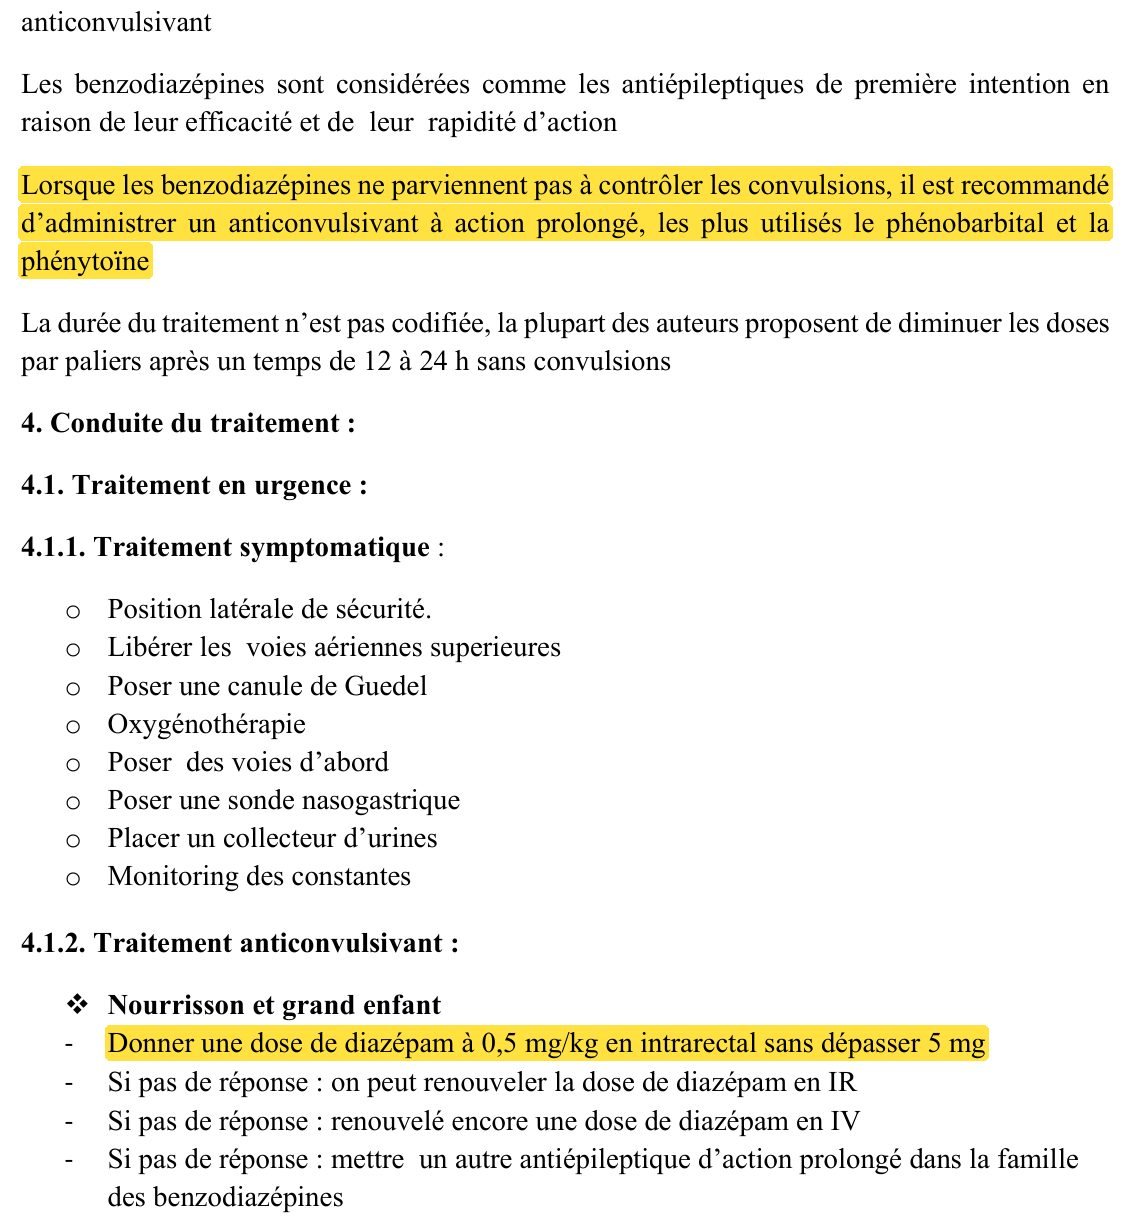 anticonvulsivant
Les benzodiazépines sont considérées comme les antiépileptiques de première intention en
raison de leur efficacité et de leur rapidité d’action
Lorsque les benzodiazépines ne parviennent pas à contrôler les convulsions, il est recommandé
d’administrer un anticonvulsivant à action prolongé, les plus utilisés le phénobarbital et la
phénytoïne
La durée du traitement n’est pas codifiée, la plupart des auteurs proposent de diminuer les doses
par paliers après un temps de 12 à 24 h sans convulsions
4. Conduite du traitement :
4.1. Traitement en urgence :
4.1.1. Traitement symptomatique :
o Position latérale de sécurité.
o Libérer les voies aériennes superieures
o Poser une canule de Guedel
o Oxygénothérapie
o Poser des voies d’abord
o Poser une sonde nasogastrique
o Placer un collecteur d’urines
o Monitoring des constantes
4.1.2. Traitement anticonvulsivant :
❖ Nourrisson et grand enfant
- Donner une dose de diazépam à 0,5 mg/kg en intrarectal sans dépasser 5 mg
- Si pas de réponse : on peut renouveler la dose de diazépam en IR
- Si pas de réponse : renouvelé encore une dose de diazépam en IV
- Si pas de réponse : mettre un autre antiépileptique d’action prolongé dans la famille
des benzodiazépines